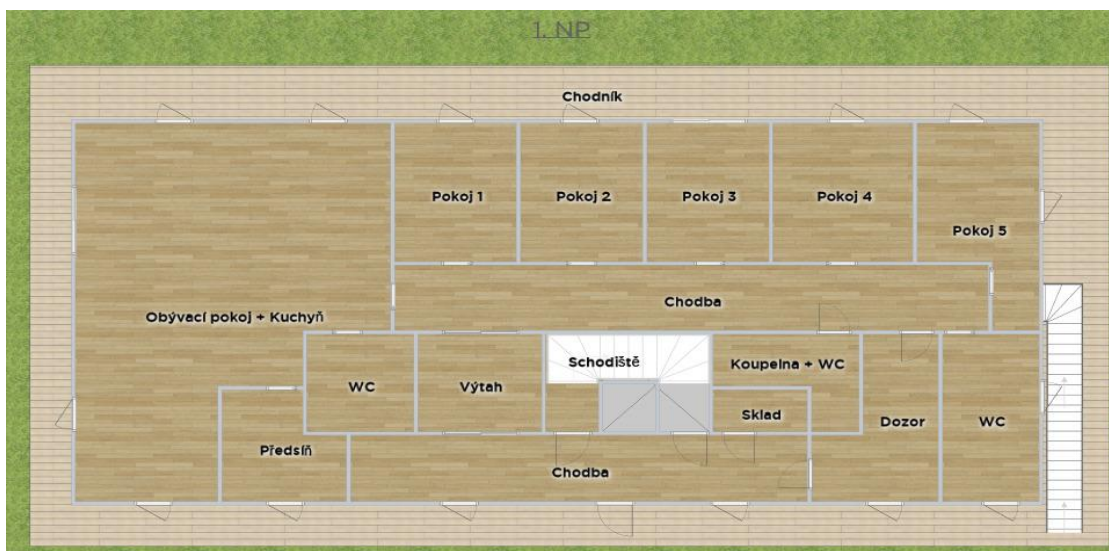 1. NP
Chodník
Pokoj 1
Pokoj 2
Pokoj 3
Pokoj 4
Pokoj 5
Chodba
Obývací pokoj + Kuchyň
Schodiště
Koupelna + WC
WC
Výtah
Sklad
Dozor
WC
Předsíň
Chodba